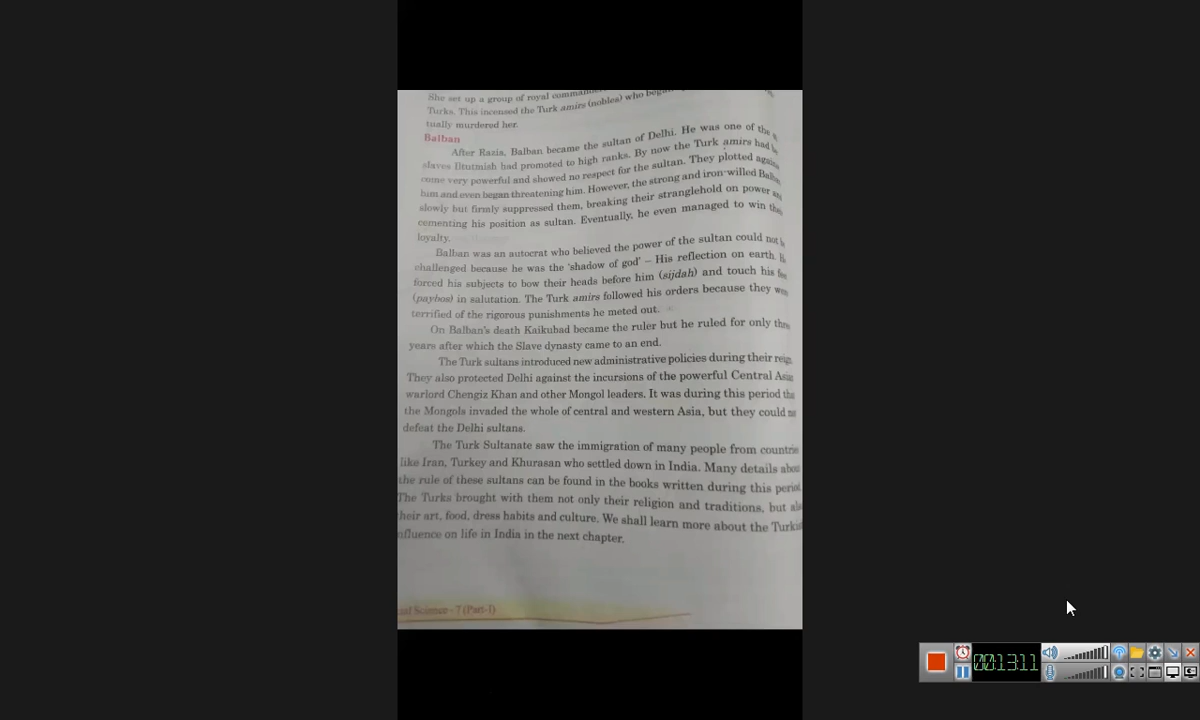 She set up a group of royal
Turks. This incensed the Turk amirs (nobles) who
tually murdered her.
Balban
After Razia, Balban became the sultan of Delhi. He was one of the
slaves Iltutmish had promoted to high ranks. By now the Turk amirs had
come very powerful and showed no respect for the sultan. They plotted
him and even began threatening him. However, the strong and iron-willed
slowly but firmly suppressed them, breaking their stranglehold on power
cementing his position as sultan. Eventually, he even managed to win
loyalty.
Balban was an autocrat who believed the power of the sultan could not
challenged because he was the 'shadow of god' – His reflection on earth.
forced his subjects to bow their heads before him (sijdah) and touch his
(paybos) in salutation. The Turk amirs followed his orders because they
terrified of the rigorous punishments he meted out.
On Balban's death Kaikubad became the ruler but he ruled for only
years after which the Slave dynasty came to an end.
The Turk sultans introduced new administrative policies during their
They also protected Delhi against the incursions of the powerful Central
warlord Chengiz Khan and other Mongol leaders. It was during this period
the Mongols invaded the whole of central and western Asia, but they could
defeat the Delhi sultans.
The Turk Sultanate saw the immigration of many people from
like Iran, Turkey and Khurasan who settled down in India. Many details
the rule of these sultans can be found in the books written during this
The Turks brought with them not only their religion and traditions, but
their art, food, dress habits and culture. We shall learn more about the
influence on life in India in the next chapter.
Science - 7 (Part-I)
00:13:11